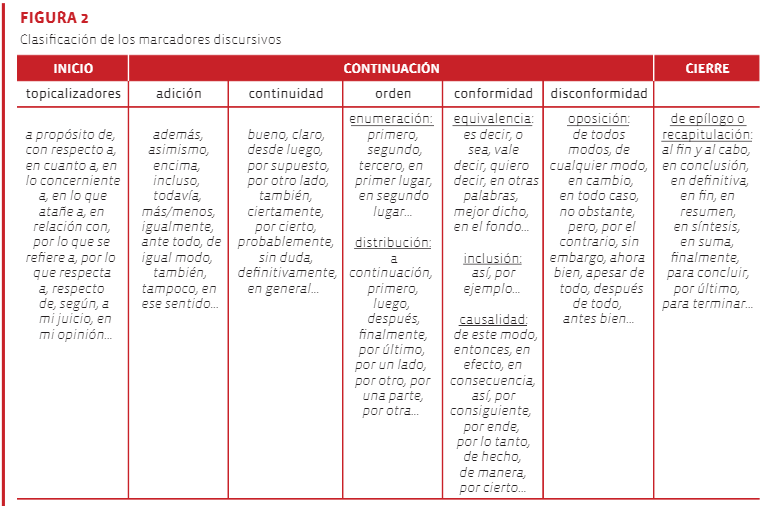 FIGURA 2
Clasificación de los marcadores discursivos
INICIO
CONTINUACIÓN
CIERRE
topicalizadores
adición
continuidad
orden
conformidad
disconformidad
a propósito de,
con respecto a,
en cuanto a, en
lo concerniente
a, en lo que
atañe a, en
relación con,
por lo que se
refiere a, por lo
que respecta
a, respecto
de, según, a
mi juicio, en
mi opinión...
además,
asimismo,
encima,
incluso,
todavía,
más/menos,
igualmente,
ante todo, de
igual modo,
también,
tampoco, en
ese sentido...
bueno, claro,
desde luego,
por supuesto,
por otro lado,
también,
ciertamente,
por cierto,
probablemente,
sin duda,
definitivamente,
en general...
enumeración:
primero,
segundo,
tercero, en
primer lugar,
en segundo
lugar...
distribución:
a
continuación,
primero,
luego,
después,
finalmente,
por último,
por un lado,
por otro, por
una parte,
por otra...
equivalencia:
es decir, o
sea, vale
decir, quiero
decir, en otras
palabras,
mejor dicho,
en el fondo...
inclusión:
así, por
ejemplo...
causalidad:
de este modo,
entonces, en
efecto, en
consecuencia,
así, por
consiguiente,
por ende,
por lo tanto,
de hecho,
de manera,
por cierto...
oposición:
de todos
modos, de
cualquier modo,
en cambio,
en todo caso,
no obstante,
pero, por el
contrario, sin
embargo, ahora
bien, apesar de
todo, después
de todo,
antes bien...
de epílogo o
recapitulación:
al fin y al cabo,
en conclusión,
en definitiva,
en fin, en
resumen,
en síntesis,
en suma,
finalmente,
para concluir,
por último,
para terminar...